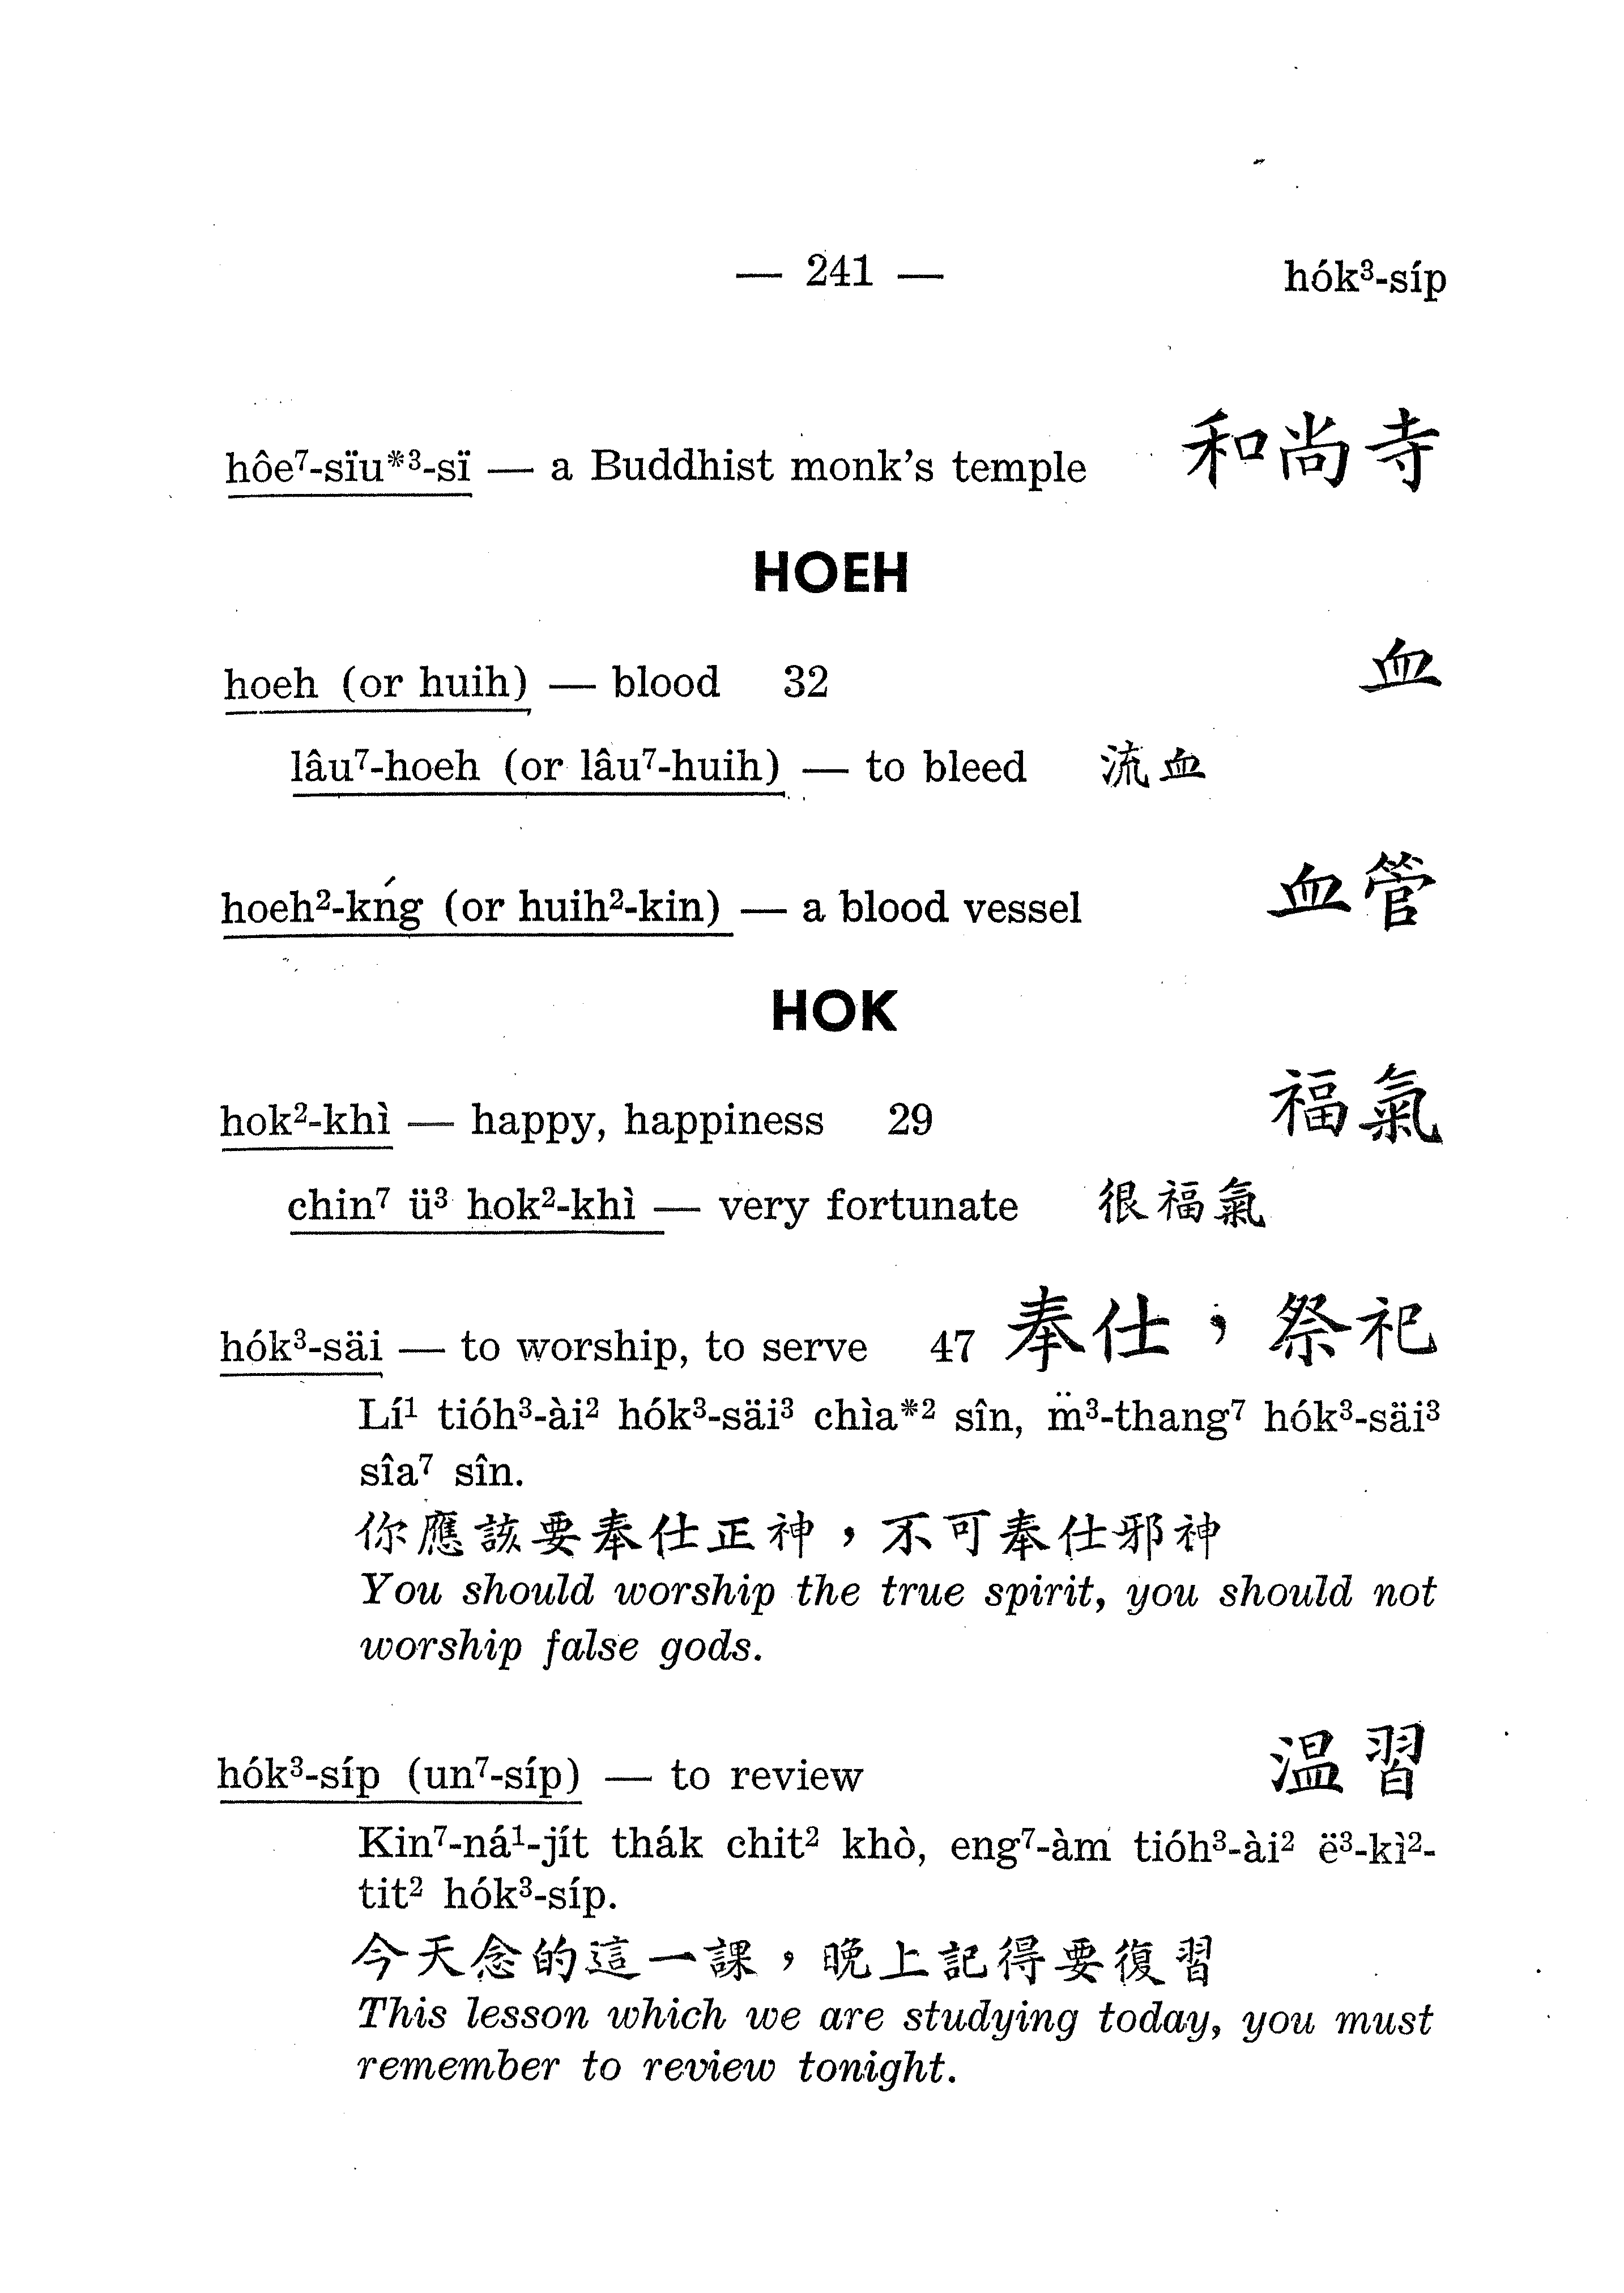 — 241 — hók³-síp
hôe⁷-sïu*³-sï — a Buddhist monk's temple 和尚寺
HOEH
hoeh (or huih) — blood 32 血
lâu⁷-hoeh (or lâu⁷-huih) — to bleed 流血
hoeh²-kńg (or huih²-kin) — a blood vessel 血管
HOK
hok²-khì — happy, happiness 29 福氣
chin⁷ ü³ hok²-khì — very fortunate 很福氣
hók³-säi — to worship, to serve 47 奉仕，祭祀
Lí¹ tióh³-ài² hók³-säi³ chìa*² sîn, m̈³-thang⁷ hók³-säi³
sîa⁷ sîn.
你應該要奉仕正神，不可奉仕邪神
You should worship the true spirit, you should not
worship false gods.
hók³-síp (un⁷-síp) — to review 温習
Kin⁷-ná¹-jít thák chit² khò, eng⁷-àm tióh³-ài² ë³-kì²-
tit² hók³-síp.
今天念的這一課，晚上記得要復習
This lesson which we are studying today, you must
remember to review tonight.